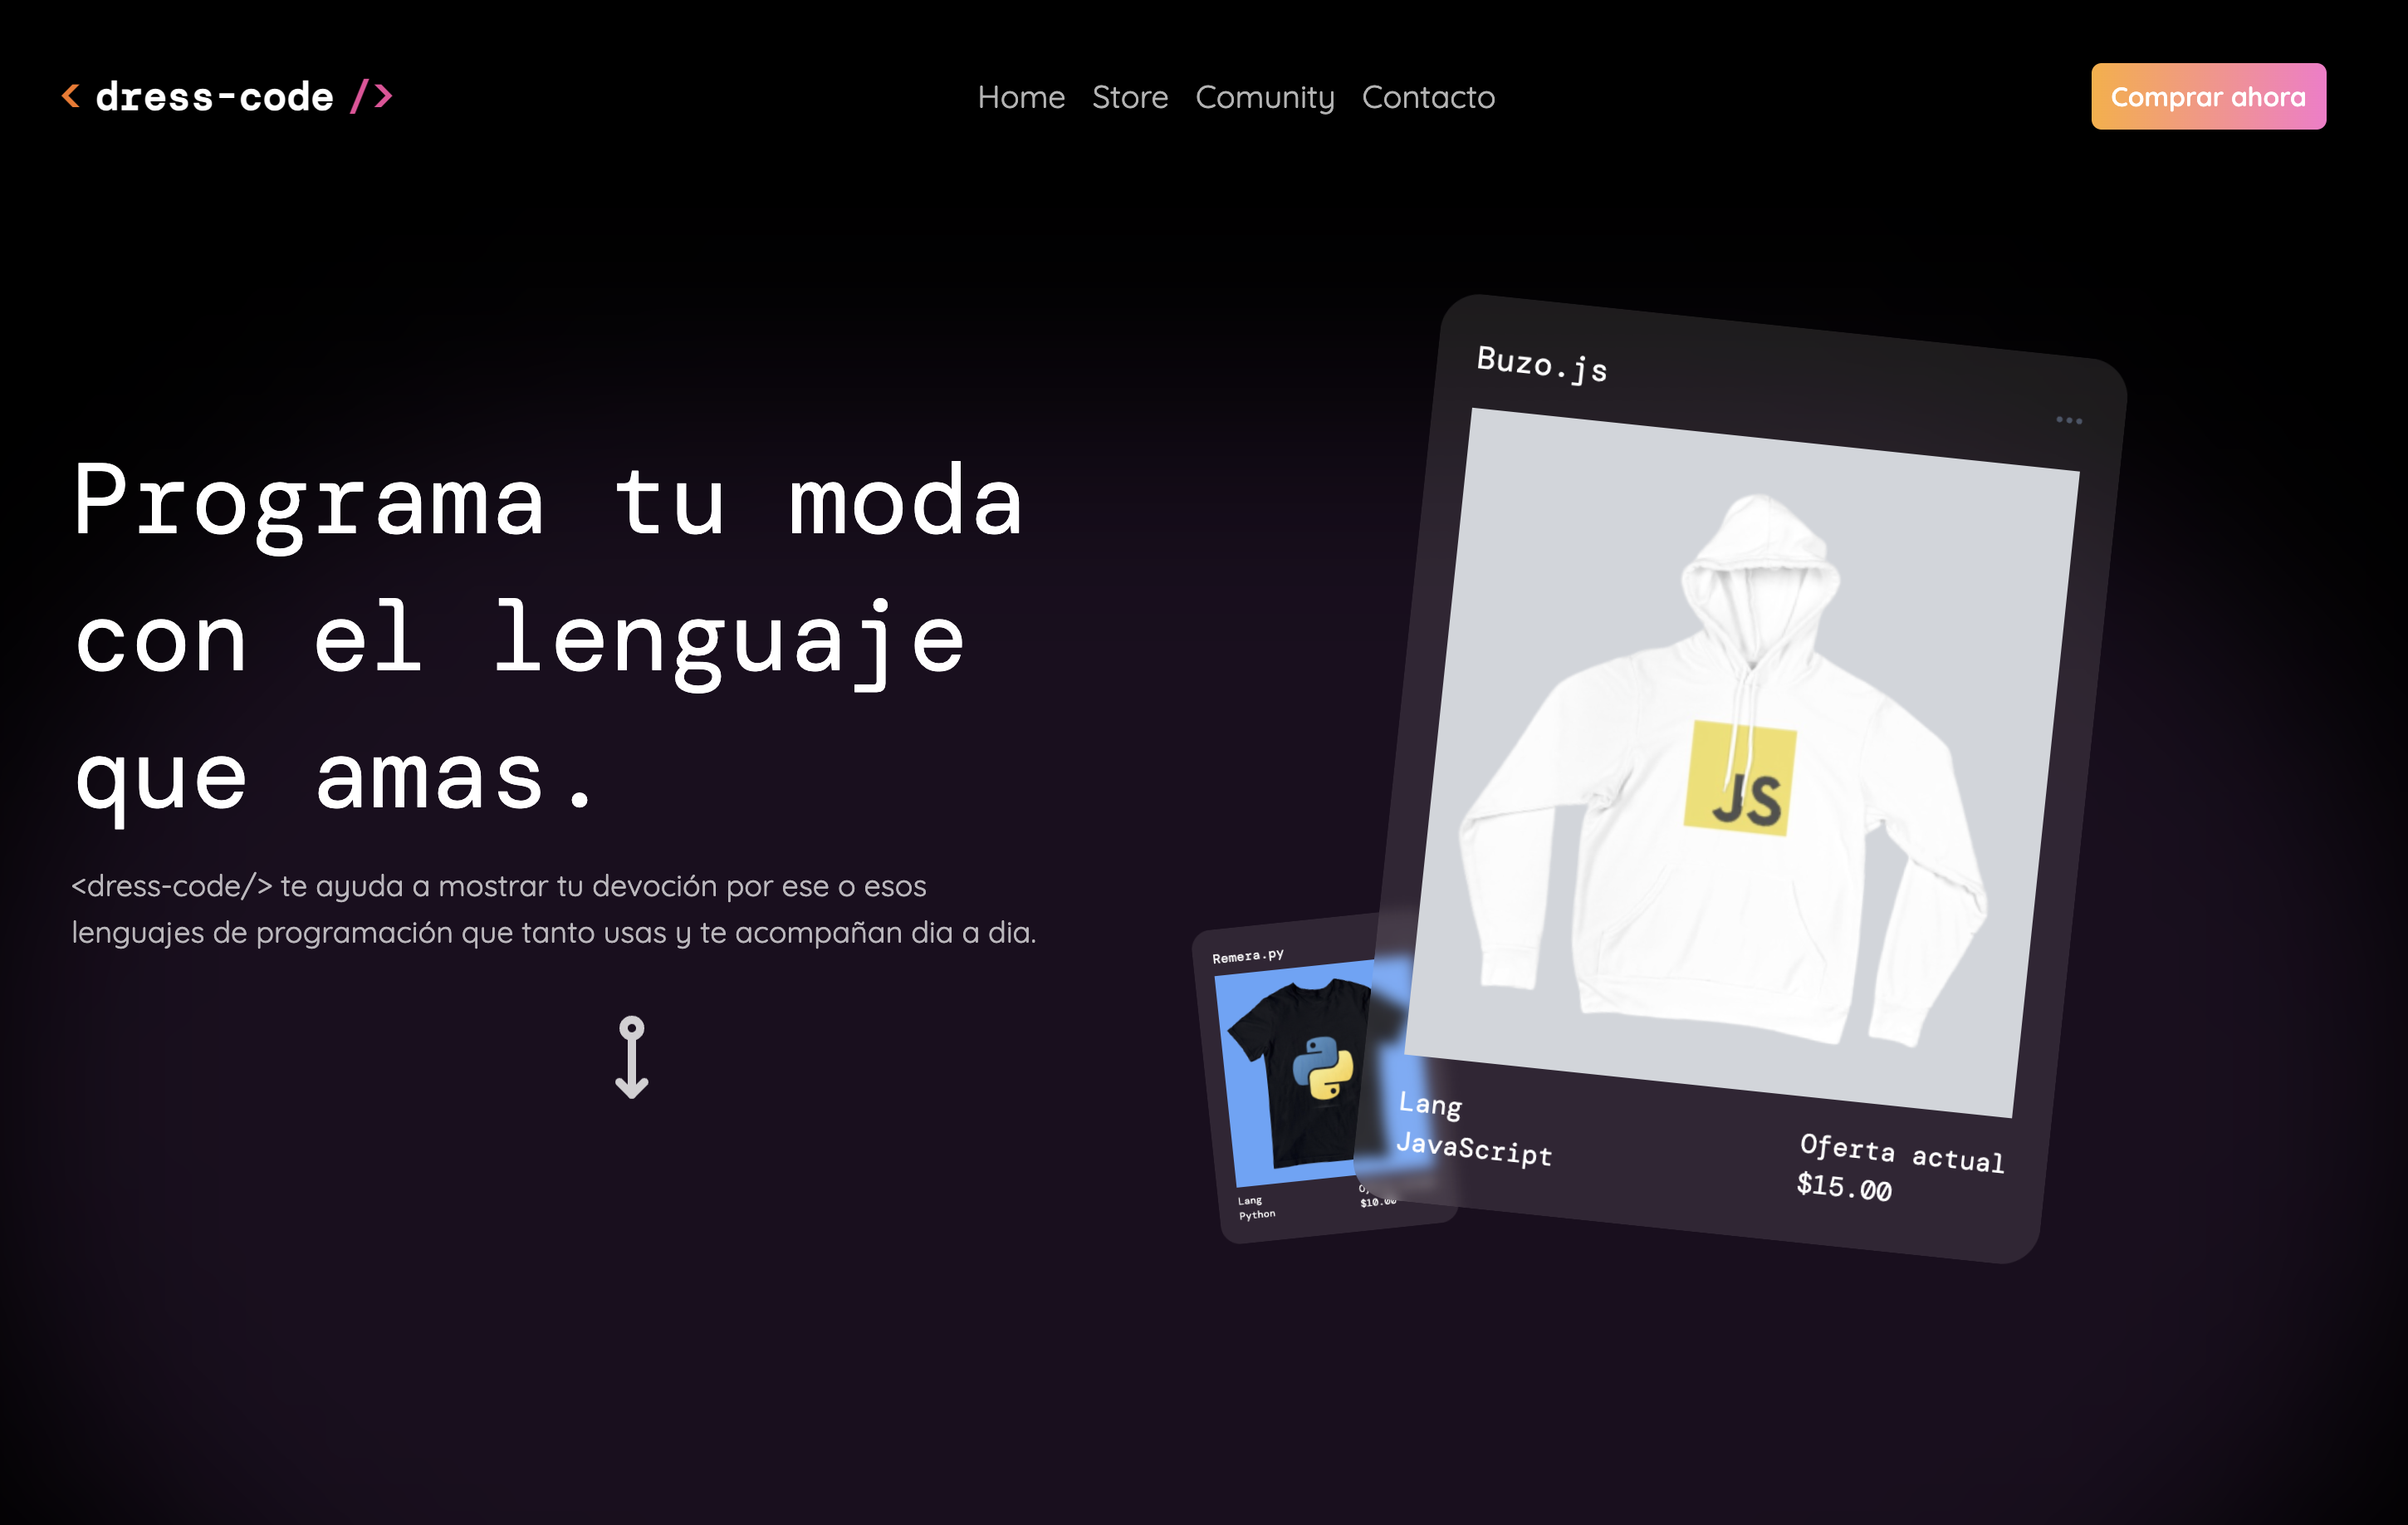 < dress-code />
Home Store Comunity Contacto
Comprar ahora
Programa tu moda
con el lenguaje
que amas.
<dress-code/> te ayuda a mostrar tu devoción por ese o esos
lenguajes de programación que tanto usas y te acompañan dia a dia.
Buzo.js
JS
Lang
JavaScript
Oferta actual
$15.00
Remera.py
Lang
Python
$10.00